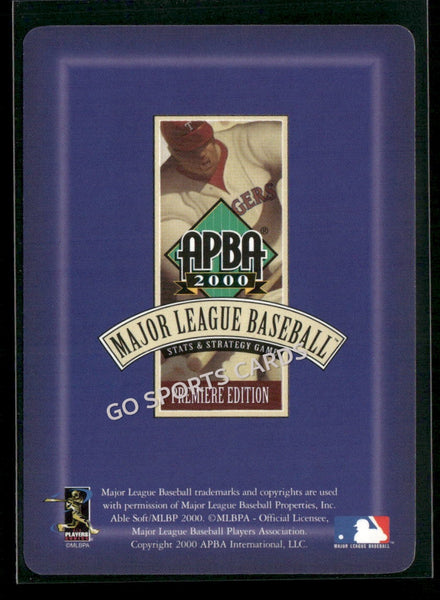 T
GERS
APBA®
2000
MAJOR LEAGUE BASEBALL™
STATS & STRATEGY GAME
GO SPORTS CARDS
PREMIERE EDITION
Major League Baseball trademarks and copyrights are used
with permission of Major League Baseball Properties, Inc.
Able Soft/MLBP 2000. ©MLBPA - Official Licensee,
Major League Baseball Players Association.
Copyright 2000 APBA International, LLC.
PLAYERS
©MLBPA
MAJOR LEAGUE BASEBALL